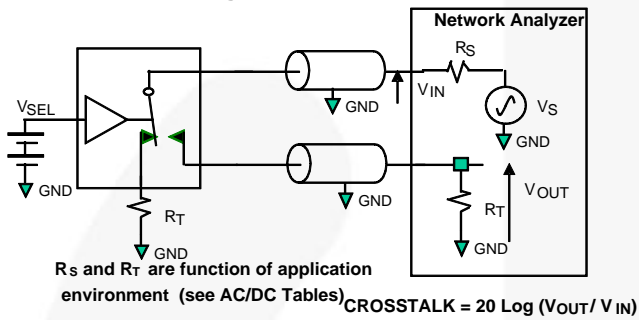 Network Analyzer
RS
VIN
VS
GND
GND
VSEL
GND
RT
GND
GND
RT
VOUT
GND
RS and RT are function of application
environment (see AC/DC Tables)
CROSSTALK = 20 Log (VOUT/ V IN)